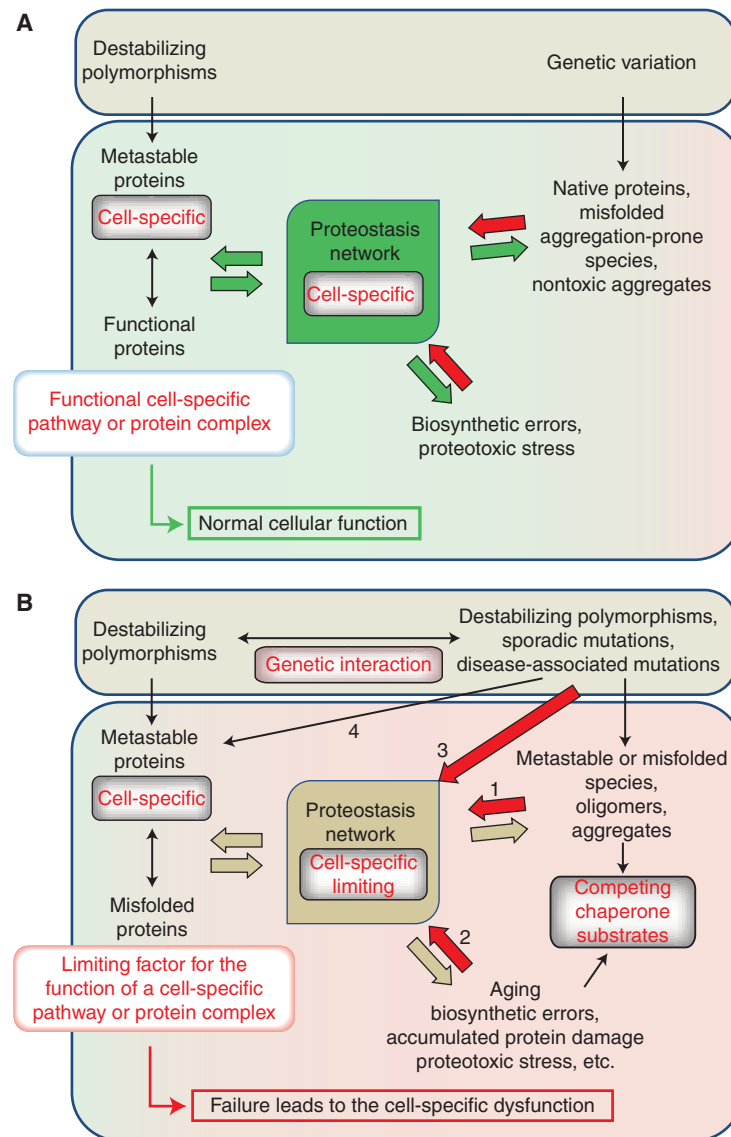 A
Destabilizing
polymorphisms
Genetic variation
Metastable
proteins
Cell-specific
Functional
proteins
Functional cell-specific
pathway or protein complex
Normal cellular function
Proteostasis
network
Cell-specific
Native proteins,
misfolded
aggregation-prone
species,
nontoxic aggregates
Biosynthetic errors,
proteotoxic stress
B
Destabilizing
polymorphisms
Genetic interaction
Destabilizing polymorphisms,
sporadic mutations,
disease-associated mutations
4
3
Metastable
proteins
Cell-specific
Misfolded
proteins
Limiting factor for the
function of a cell-specific
pathway or protein complex
Failure leads to the cell-specific dysfunction
Proteostasis
network
Cell-specific
limiting
1
2
Metastable or misfolded
species,
oligomers,
aggregates
Competing
chaperone
substrates
Aging
biosynthetic errors,
accumulated protein damage
proteotoxic stress, etc.